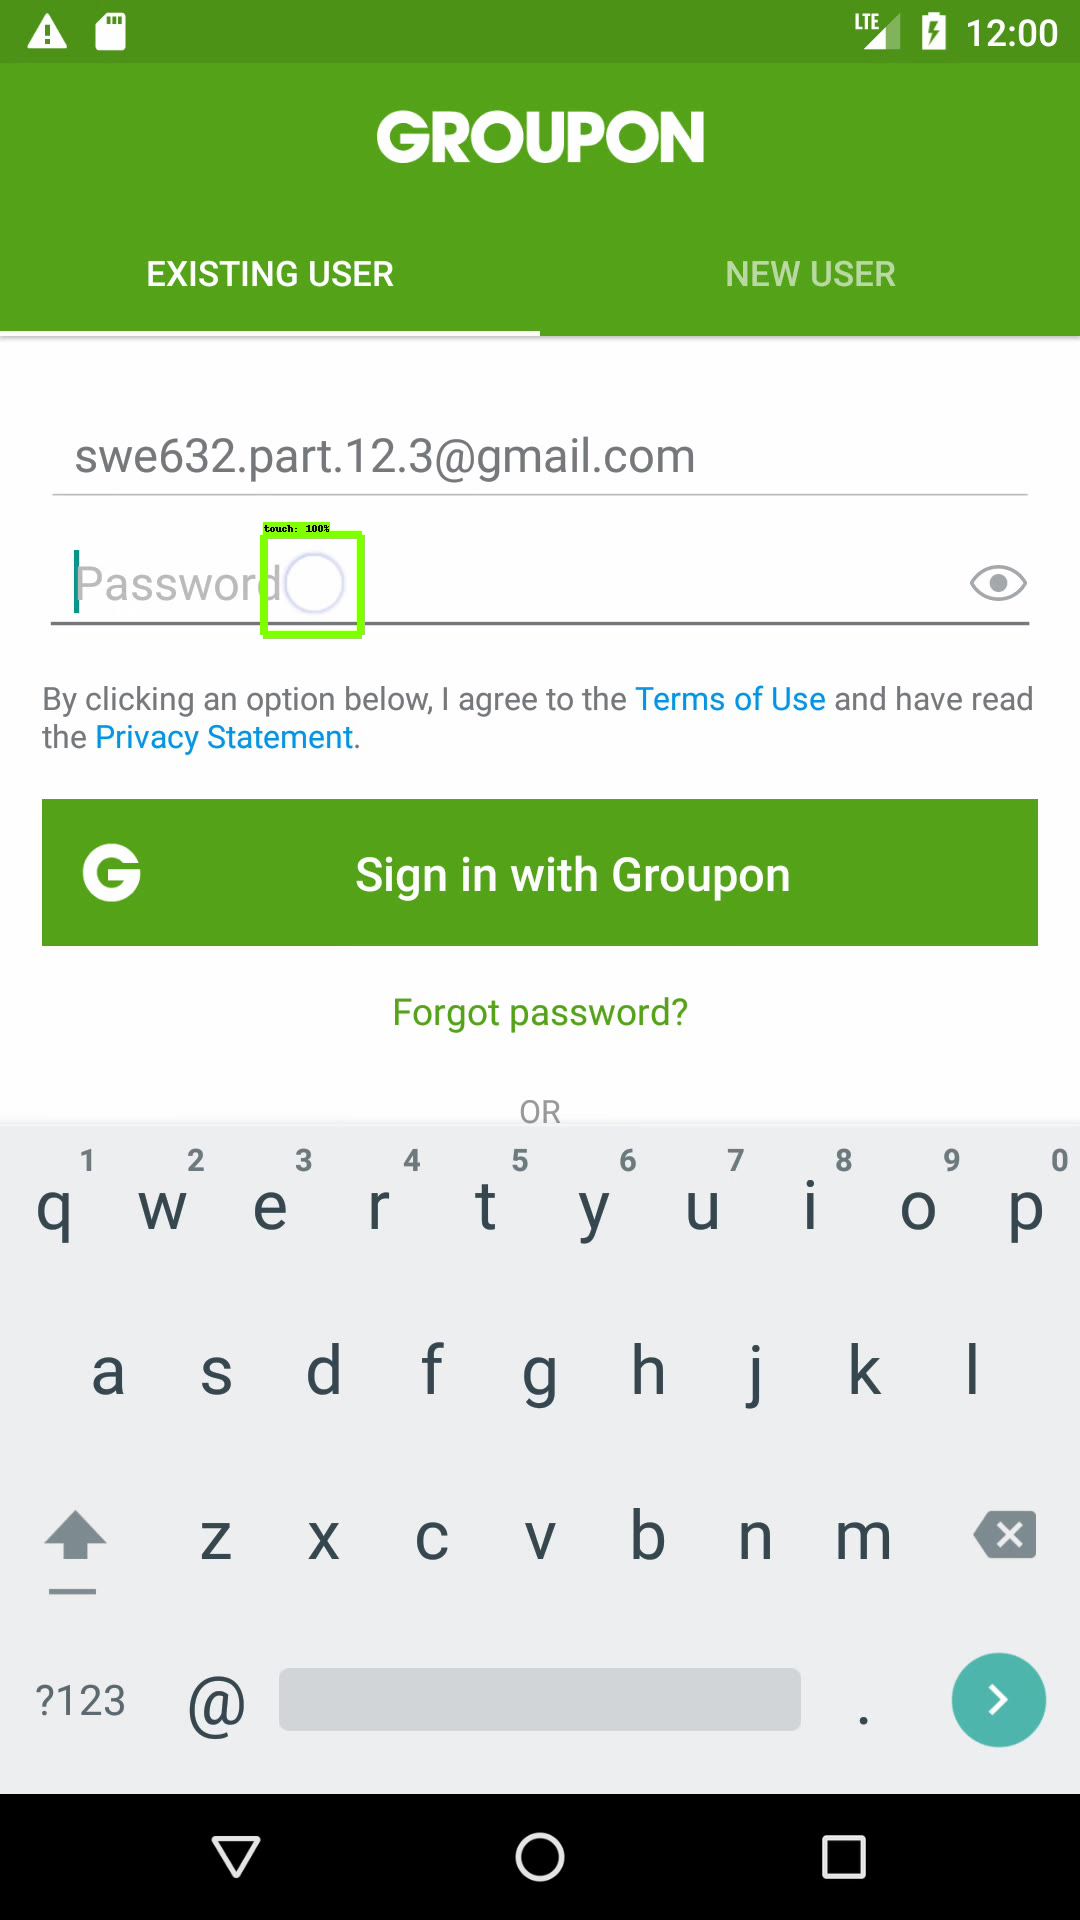 LTE 12:00
GROUPON
EXISTING USER NEW USER
swe632.part.12.3@gmail.com
touch: 100%
Password
By clicking an option below, I agree to the Terms of Use and have read
the Privacy Statement.
G Sign in with Groupon
Forgot password?
OR
1 2 3 4 5 6 7 8 9 0
q w e r t y u i o p
a s d f g h j k l
z x c v b n m
?123 @ .